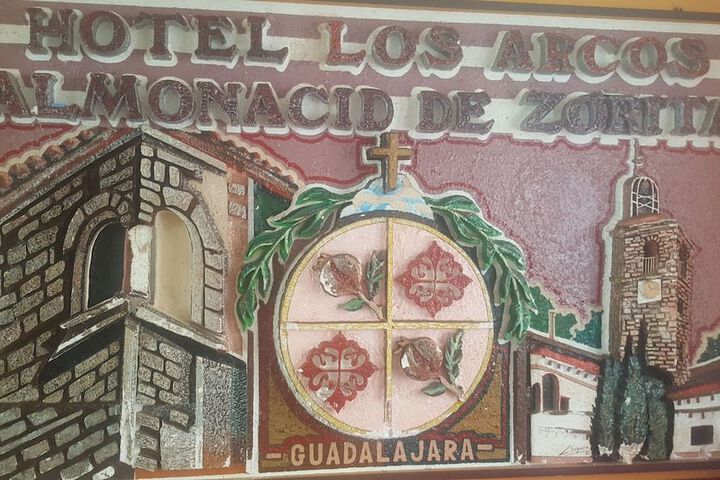 HOTEL LOS ARCOS
ALMONACID DE ZORITA
- GUADALAJARA -